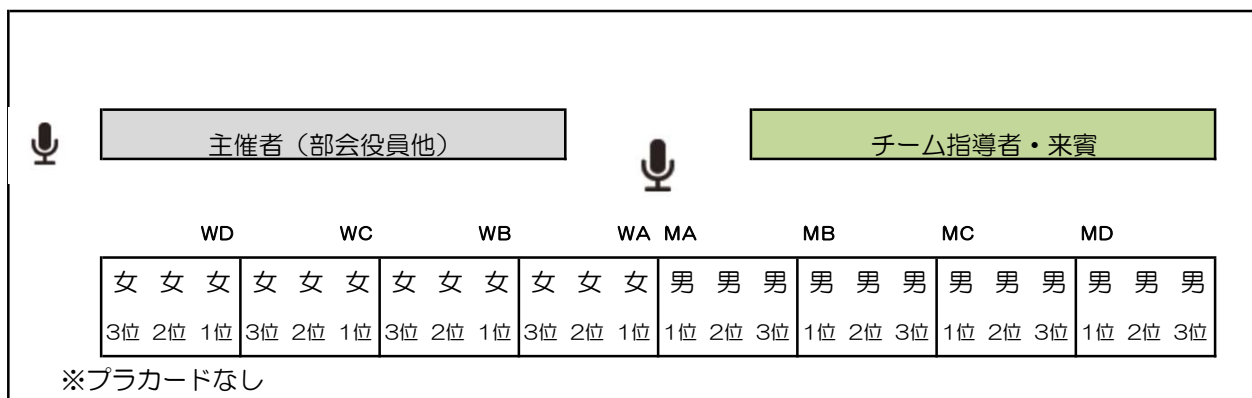 主催者（部会役員他） チーム指導者・来賓
WD WC WB WA MA MB MC MD
女 女 女 女 女 女 女 女 女 女 女 女 男 男 男 男 男 男 男 男 男 男 男 男
3位 2位 1位 3位 2位 1位 3位 2位 1位 3位 2位 1位 1位 2位 3位 1位 2位 3位 1位 2位 3位 1位 2位 3位
※プラカードなし